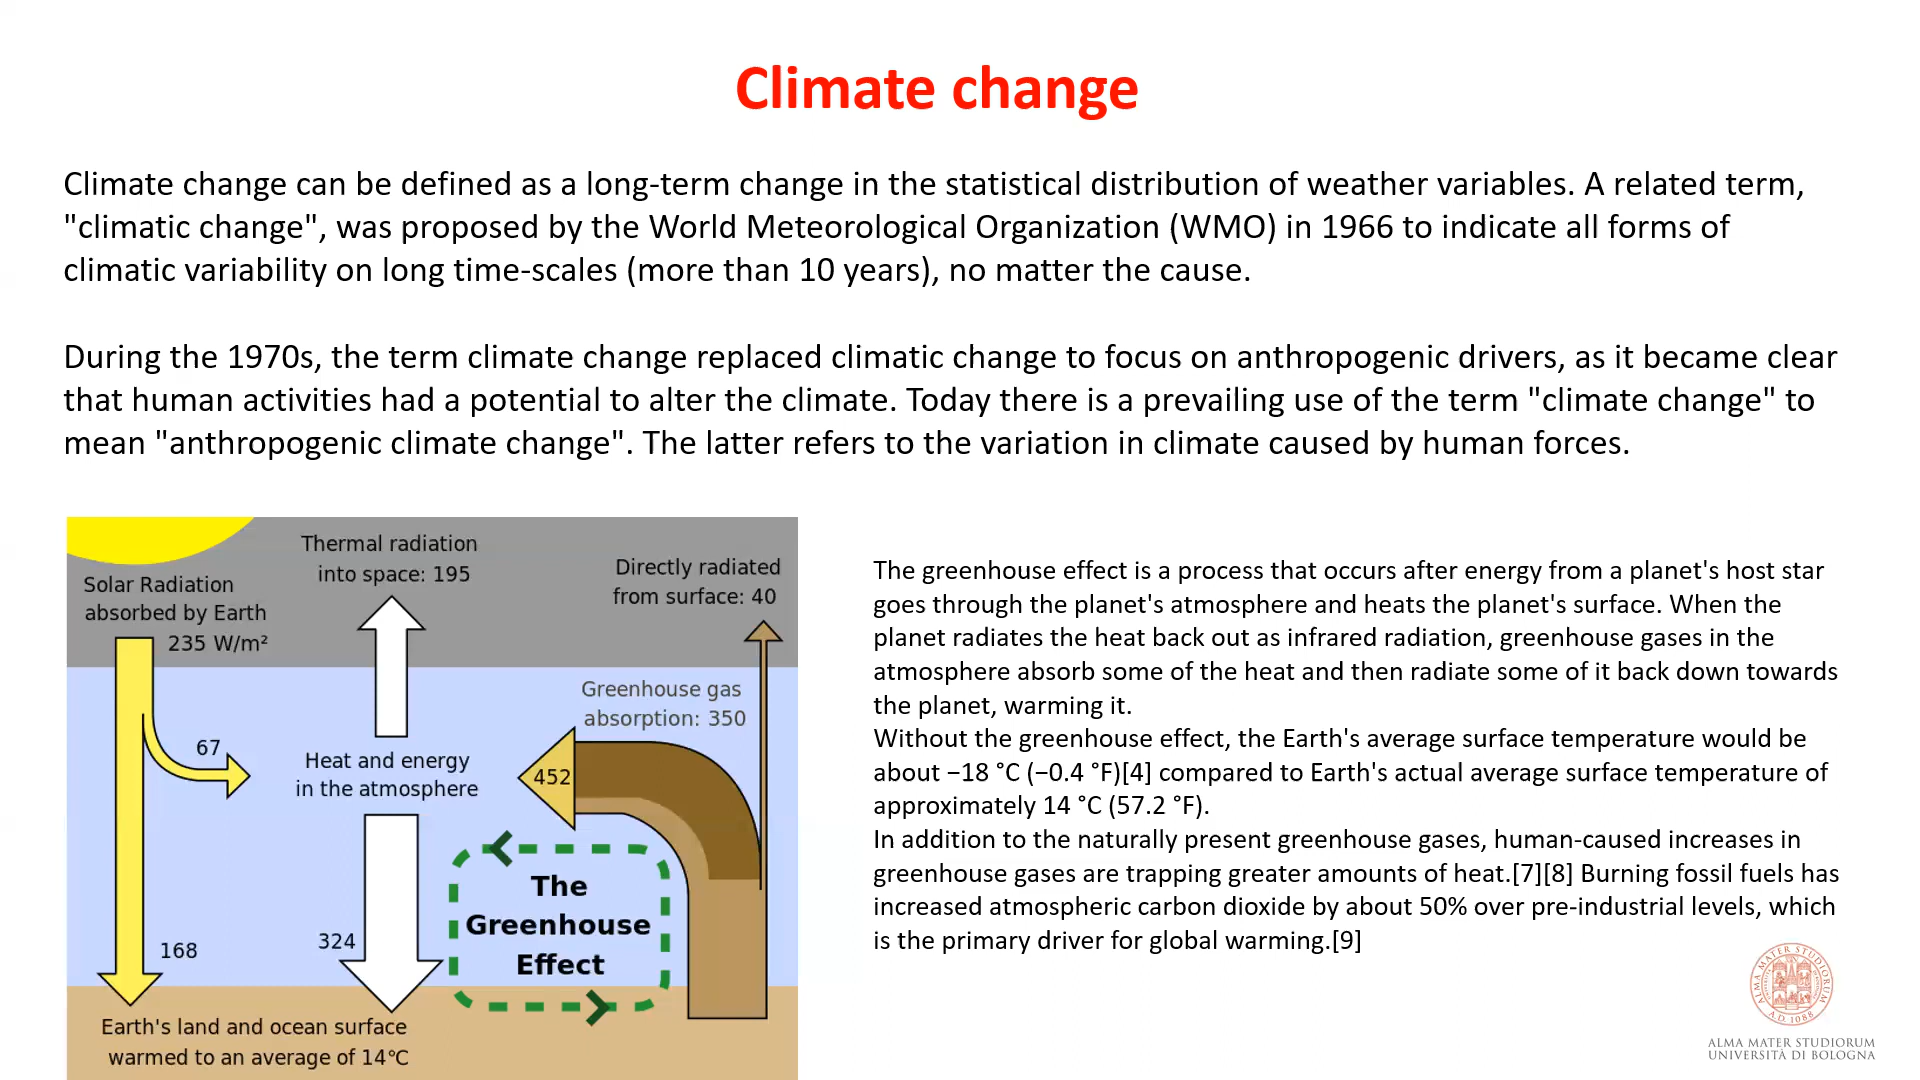 Climate change
Climate change can be defined as a long-term change in the statistical distribution of weather variables. A related term,
"climatic change", was proposed by the World Meteorological Organization (WMO) in 1966 to indicate all forms of
climatic variability on long time-scales (more than 10 years), no matter the cause.
During the 1970s, the term climate change replaced climatic change to focus on anthropogenic drivers, as it became clear
that human activities had a potential to alter the climate. Today there is a prevailing use of the term "climate change" to
mean "anthropogenic climate change". The latter refers to the variation in climate caused by human forces.
Solar Radiation
absorbed by Earth
235 W/m²
Thermal radiation
into space: 195
Directly radiated
from surface: 40
Greenhouse gas
absorption: 350
67
Heat and energy
in the atmosphere
452
The
Greenhouse
Effect
168
324
Earth's land and ocean surface
warmed to an average of 14℃
The greenhouse effect is a process that occurs after energy from a planet's host star
goes through the planet's atmosphere and heats the planet's surface. When the
planet radiates the heat back out as infrared radiation, greenhouse gases in the
atmosphere absorb some of the heat and then radiate some of it back down towards
the planet, warming it.
Without the greenhouse effect, the Earth's average surface temperature would be
about −18 °C (−0.4 °F)[4] compared to Earth's actual average surface temperature of
approximately 14 °C (57.2 °F).
In addition to the naturally present greenhouse gases, human-caused increases in
greenhouse gases are trapping greater amounts of heat.[7][8] Burning fossil fuels has
increased atmospheric carbon dioxide by about 50% over pre-industrial levels, which
is the primary driver for global warming.[9]
ALMA MATER STUDIORUM
A.D. 1088
ALMA MATER STUDIORUM
UNIVERSITÀ DI BOLOGNA